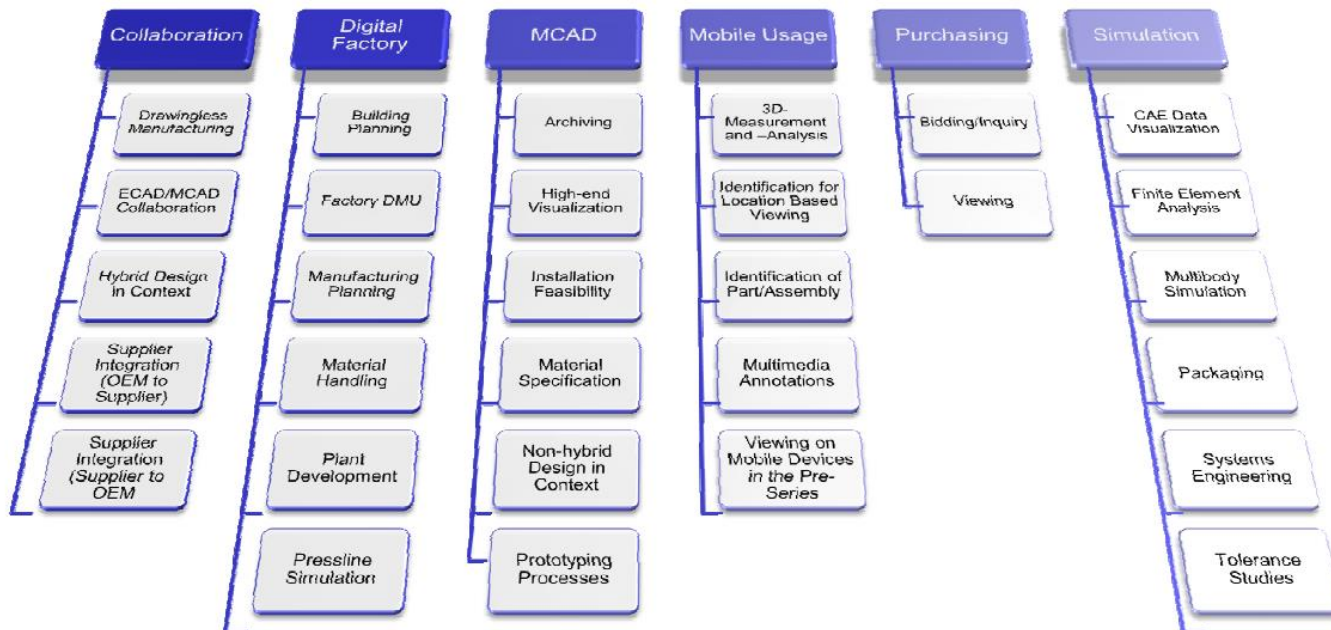 Collaboration
Drawingless
Manufacturing
ECAD/MCAD
Collaboration
Hybrid Design
in Context
Supplier
Integration
(OEM to
Supplier)
Supplier
Integration
(Supplier to
OEM
Digital
Factory
Building
Planning
Factory DMU
Manufacturing
Planning
Material
Handling
Plant
Development
Pressline
Simulation
MCAD
Archiving
High-end
Visualization
Installation
Feasibility
Material
Specification
Non-hybrid
Design in
Context
Prototyping
Processes
Mobile Usage
3D-
Measurement
and –Analysis
Identification for
Location Based
Viewing
Identification of
Part/Assembly
Multimedia
Annotations
Viewing on
Mobile Devices
in the Pre-
Series
Purchasing
Bidding/Inquiry
Viewing
Simulation
CAE Data
Visualization
Finite Element
Analysis
Multibody
Simulation
Packaging
Systems
Engineering
Tolerance
Studies